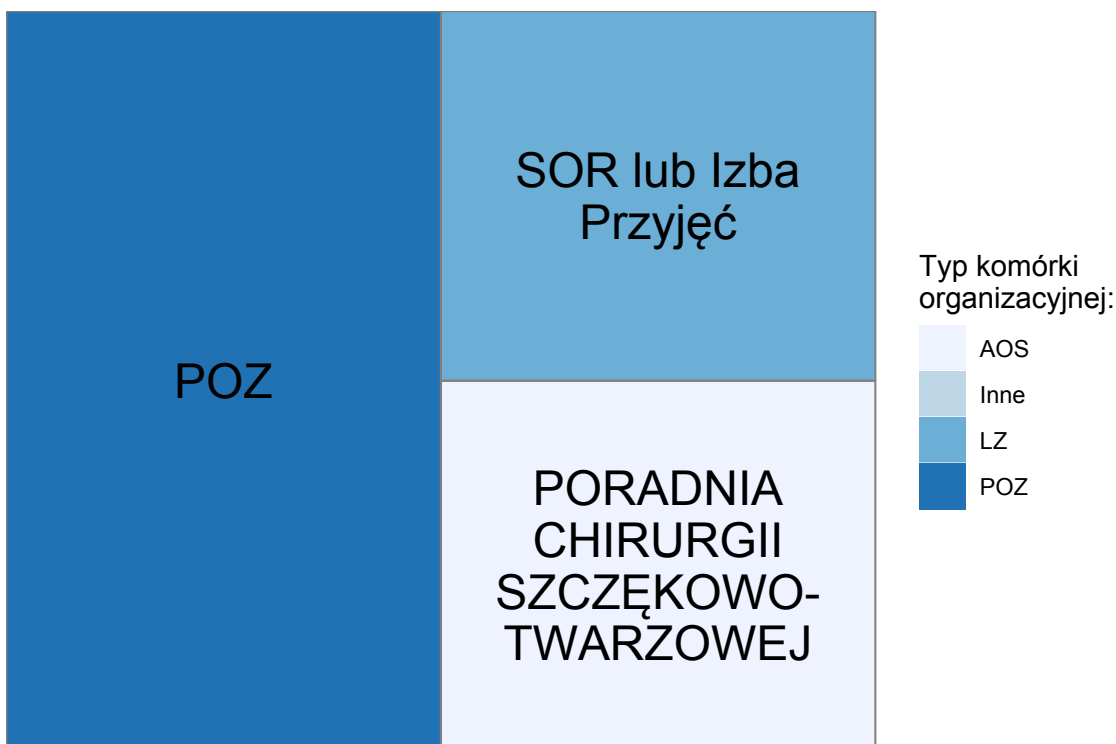 POZ
SOR lub Izba
Przyjęć
PORADNIA
CHIRURGII
SZCZĘKOWO-
TWARZOWEJ
Typ komórki
organizacyjnej:
AOS
Inne
LZ
POZ